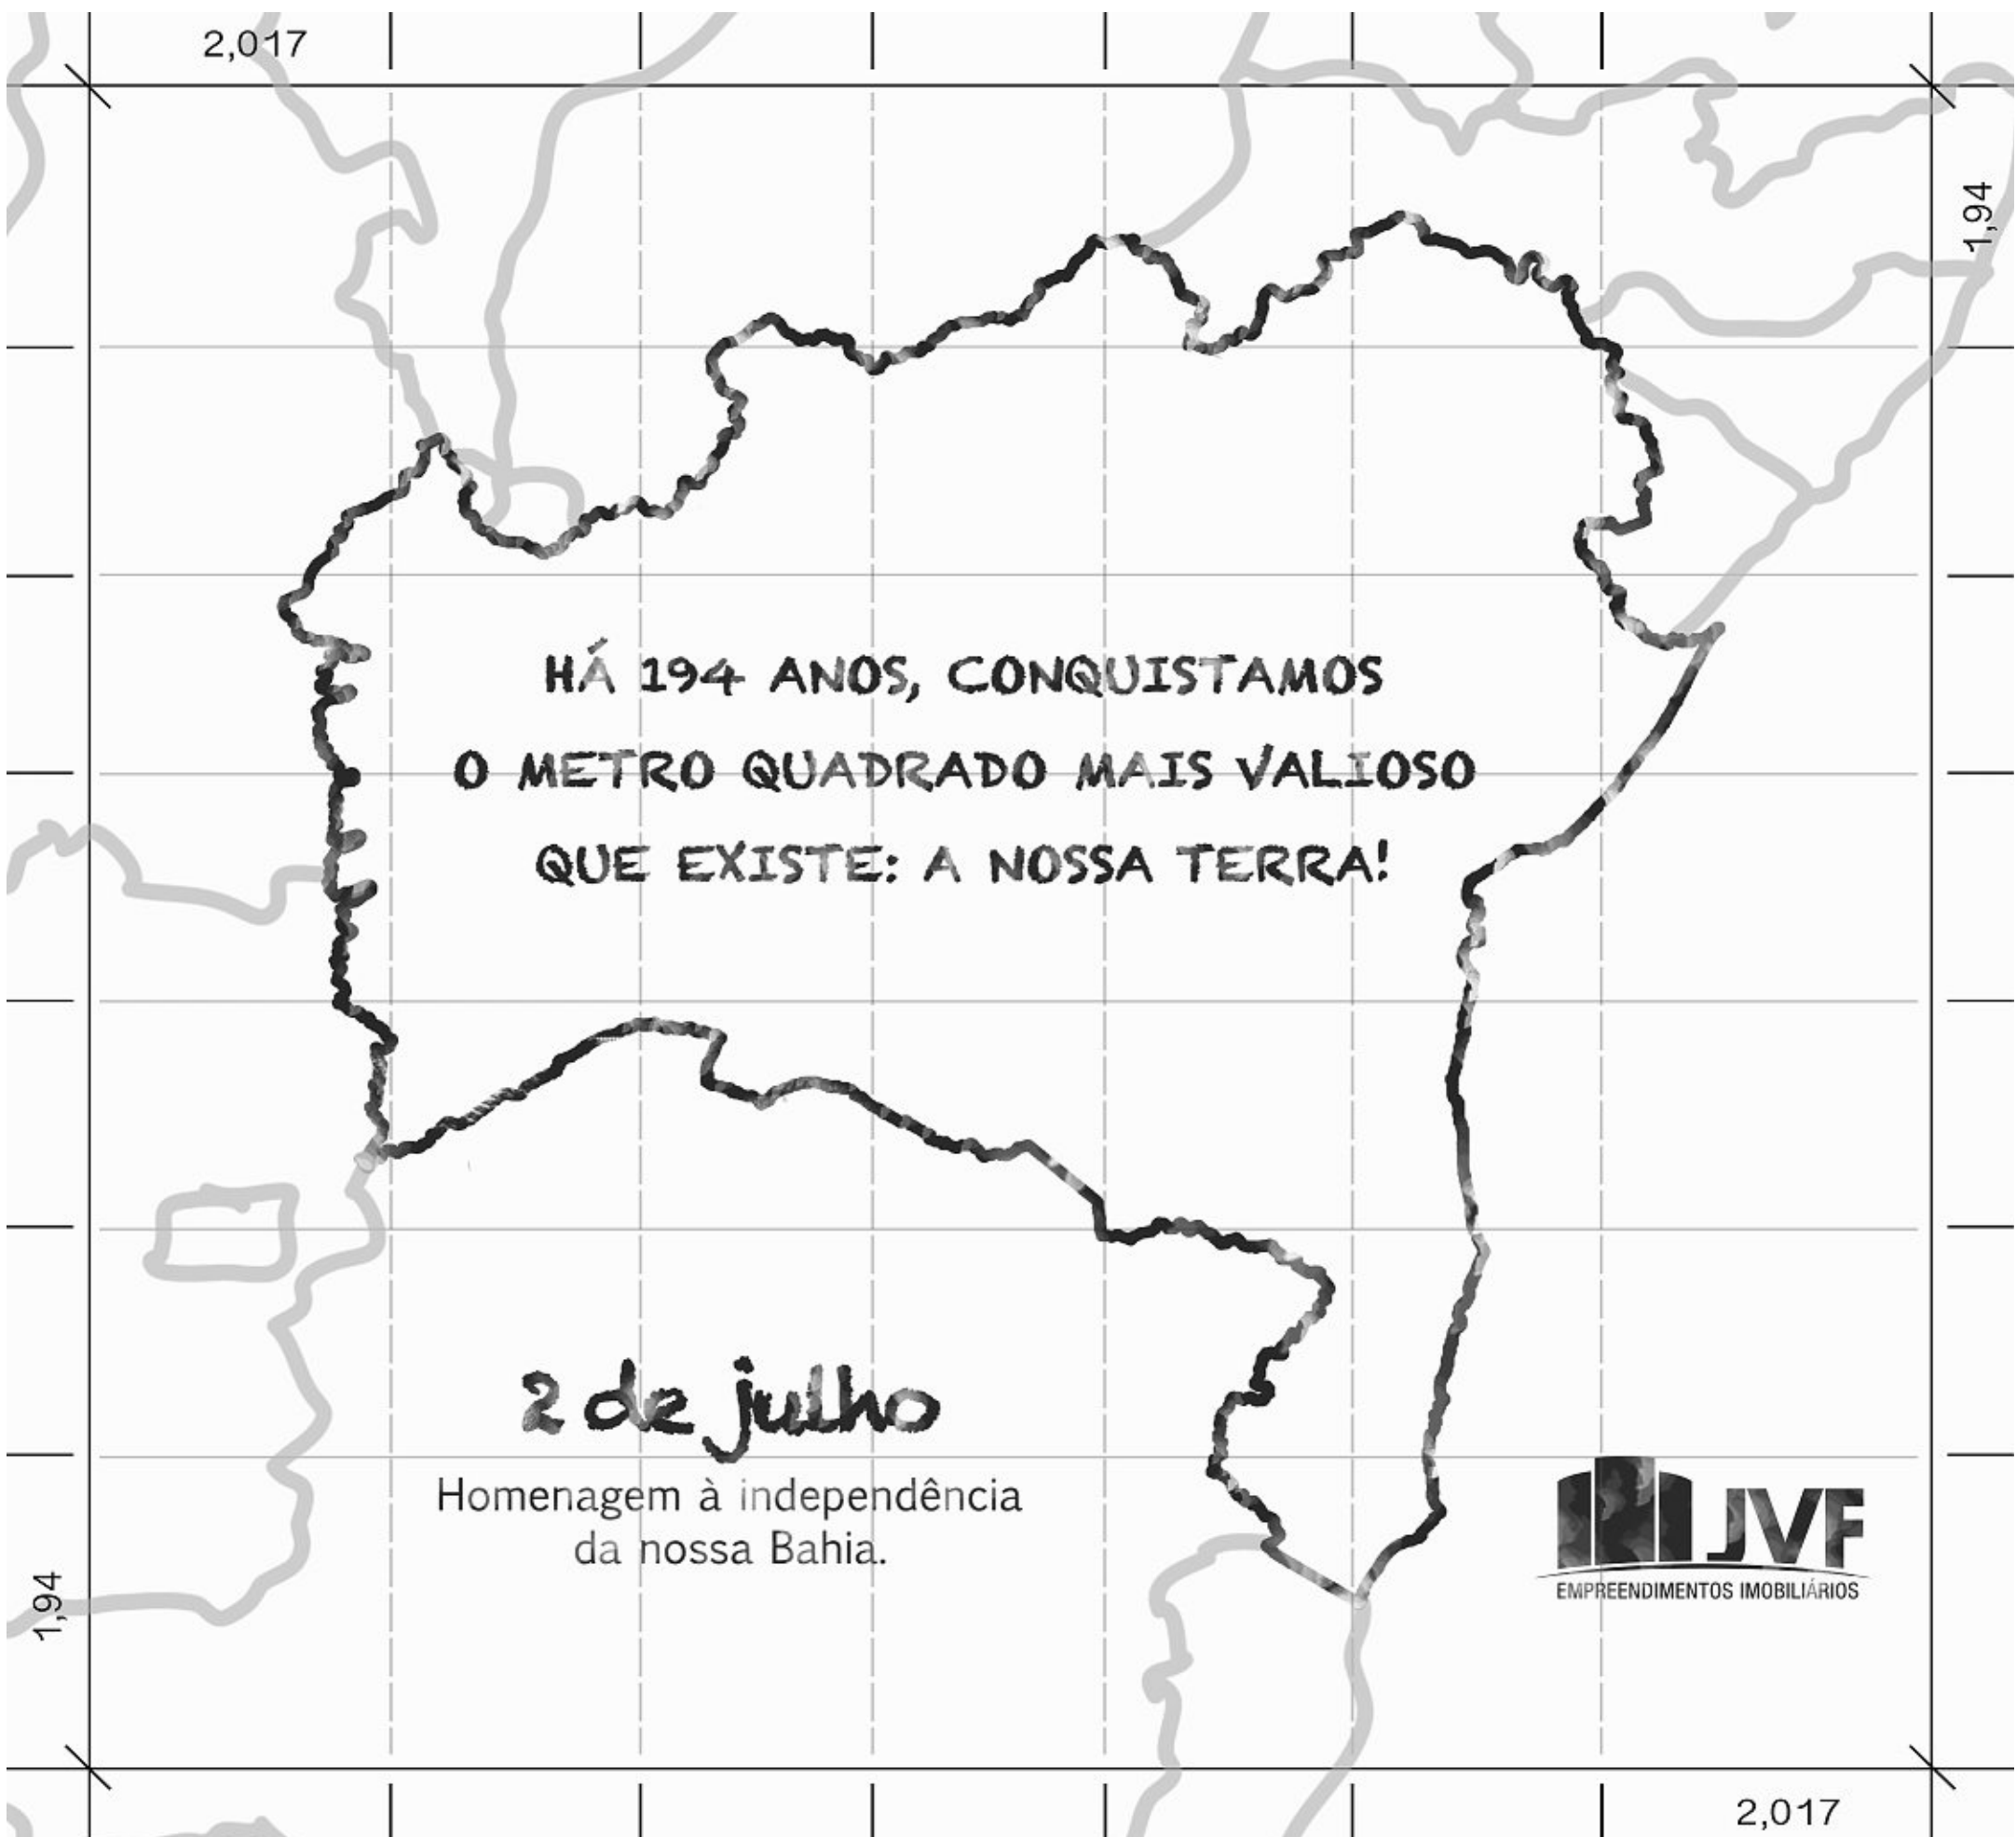 2,017
1,94
HÁ 194 ANOS, CONQUISTAMOS
O METRO QUADRADO MAIS VALIOSO
QUE EXISTE: A NOSSA TERRA!
2 de julho
Homenagem à independência
da nossa Bahia.
JVF
EMPREENDIMENTOS IMOBILIÁRIOS
1,94
2,017